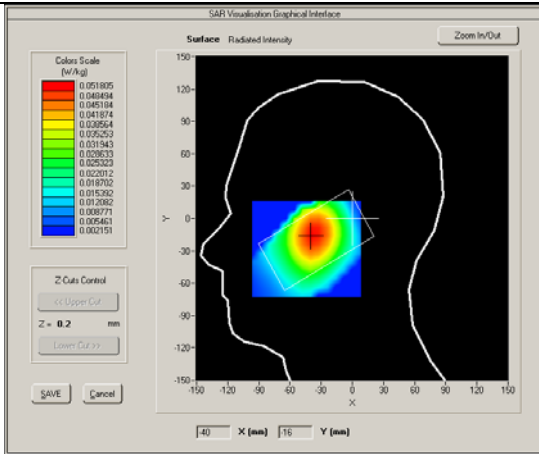 SAR Visualisation Graphical Interface
Surface Radiated Intensity
Zoom In/Out
Colors Scale
(W/kg)
0.051805
0.048494
0.045184
0.041874
0.038564
0.035253
0.031943
0.028633
0.025323
0.022012
0.018702
0.015392
0.012082
0.008771
0.005461
0.002151
Z Cuts Control
<< Upper Cut
Z = 0.2 mm
Lower Cut >>
SAVE Cancel
150
120
90
60
30
0
-30
-60
-90
-120
-150
Y
-150 -120 -90 -60 -30 0 30 60 90 120 150
X
-40 X (mm) -16 Y (mm)